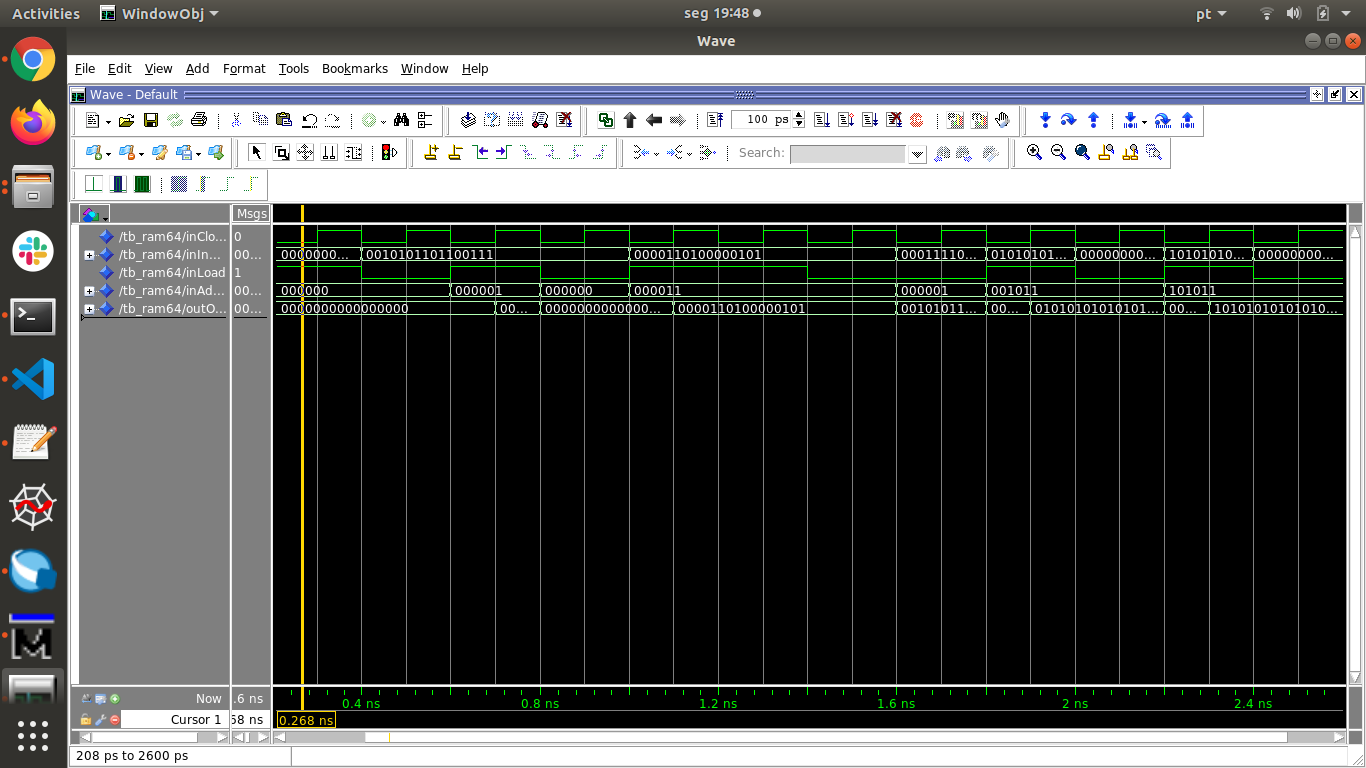 Activities WindowObj seg 19:48 pt
Wave
File Edit View Add Format Tools Bookmarks Window Help
Wave - Default
100 ps
Search:
Msgs
/tb_ram64/inClo... 0
/tb_ram64/inIn... 00... 0000000... 0010101101100111 0000110100000101 00011110... 01010101... 00000000... 10101010... 00000000...
/tb_ram64/inLoad 1
/tb_ram64/inAd... 00... 000000 000001 000000 000011 000001 001011 101011
/tb_ram64/outO... 00... 0000000000000000 00... 0000000000000... 0000110100000101 00101011... 00... 01010101010101... 00... 10101010101010...
Now .6 ns 0.4 ns 0.8 ns 1.2 ns 1.6 ns 2 ns 2.4 ns
Cursor 1 68 ns 0.268 ns
208 ps to 2600 ps